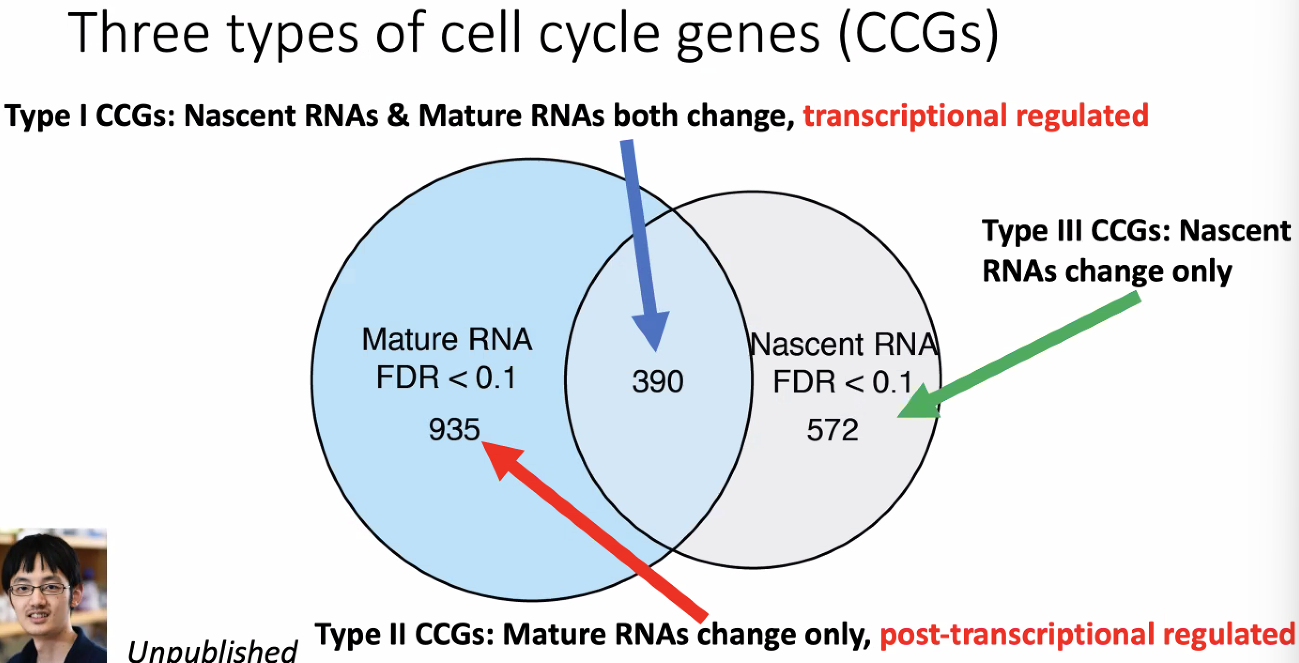 Three types of cell cycle genes (CCGs)
Type I CCGs: Nascent RNAs & Mature RNAs both change, transcriptional regulated
Type III CCGs: Nascent
RNAs change only
Mature RNA
FDR < 0.1
935
390
Nascent RNA
FDR < 0.1
572
Type II CCGs: Mature RNAs change only, post-transcriptional regulated
Unpublished